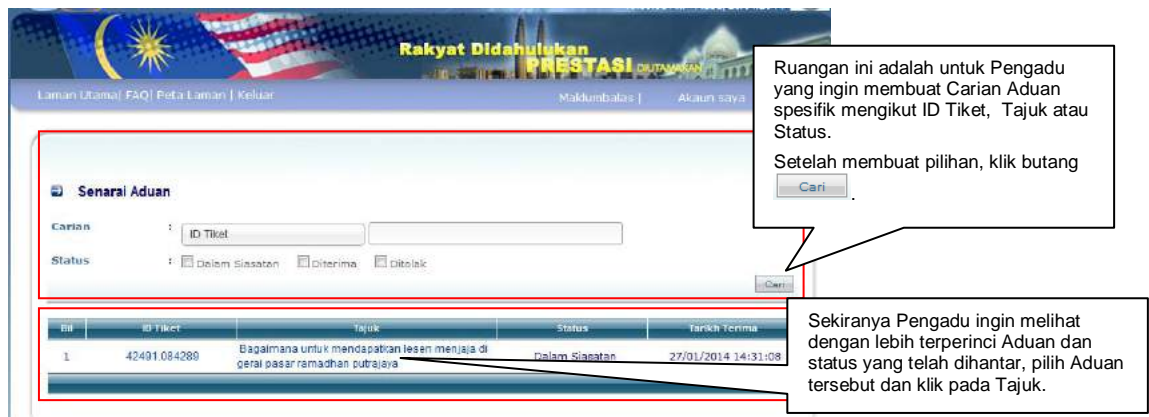 Rakyat Didahulukan
PRESTASI DIUTAMAKAN
Laman Utama| FAQ| Peta Laman | Keluar
Maklumbalas | Akaun saya
Ruangan ini adalah untuk Pengadu
yang ingin membuat Carian Aduan
spesifik mengikut ID Tiket, Tajuk atau
Status.
Setelah membuat pilihan, klik butang
Cari .
Senarai Aduan
Carian : ID Tiket
Status : Dalam Siasatan Diterima Ditolak
Cari
Bil ID Tiket Tajuk Status Tarikh Terima
1 42491.084289 Bagaimana untuk mendapatkan lesen menjaja di Dalam Siasatan 27/01/2014 14:31:08
gerai pasar ramadhan putrajaya
Sekiranya Pengadu ingin melihat
dengan lebih terperinci Aduan dan
status yang telah dihantar, pilih Aduan
tersebut dan klik pada Tajuk.